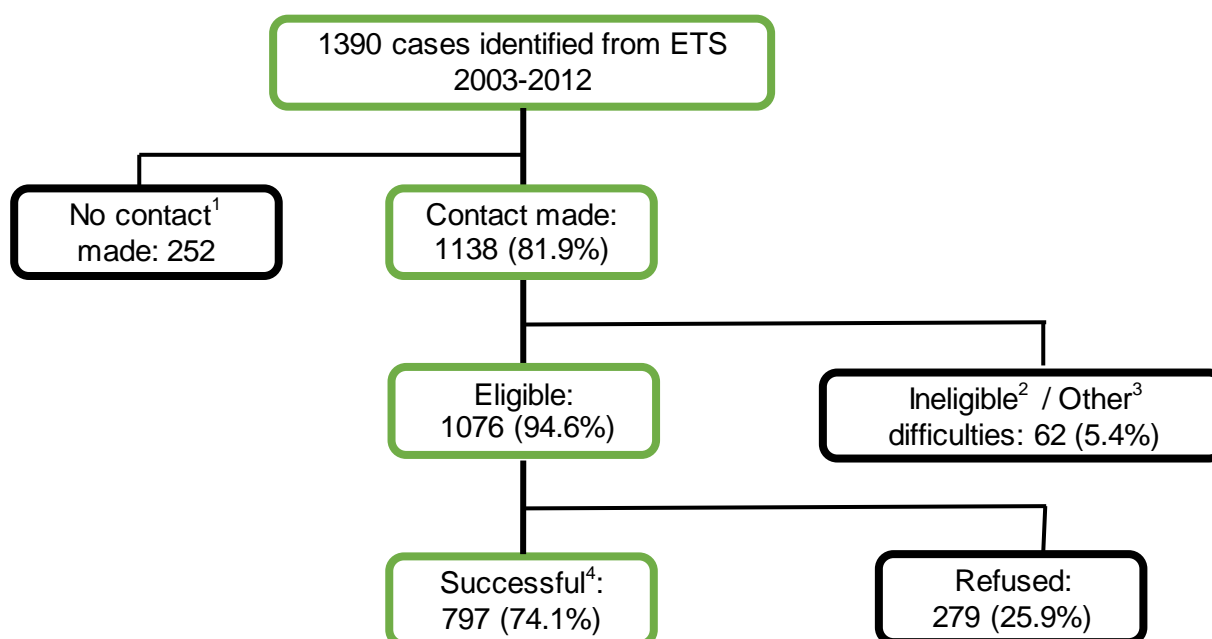 1390 cases identified from ETS
2003-2012
No contact¹
made: 252
Contact made:
1138 (81.9%)
Eligible:
1076 (94.6%)
Ineligible² / Other³
difficulties: 62 (5.4%)
Successful⁴:
797 (74.1%)
Refused:
279 (25.9%)